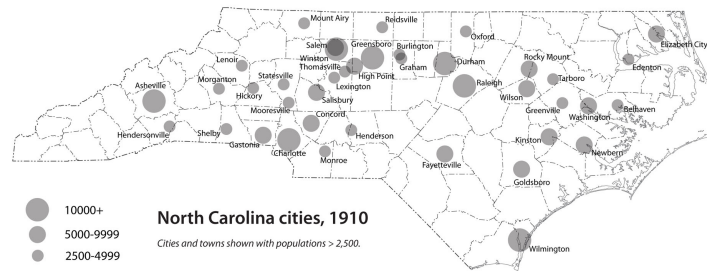 Mount Airy
Reidsville
Oxford
Elizabeth City
Salem
Greensboro
Burlington
Winston
Thomasville
Graham
Durham
Rocky Mount
Edenton
Lenoir
High Point
Statesville
Lexington
Raleigh
Tarboro
Asheville
Morganton
Hickory
Salisbury
Wilson
Mooresville
Greenville
Belhaven
Washington
Concord
Hendersonville
Shelby
Henderson
Gastonia
Kinston
Newbern
Charlotte
Monroe
Fayetteville
Goldsboro
10000+
5000-9999
2500-4999
North Carolina cities, 1910
Cities and towns shown with populations > 2,500.
Wilmington